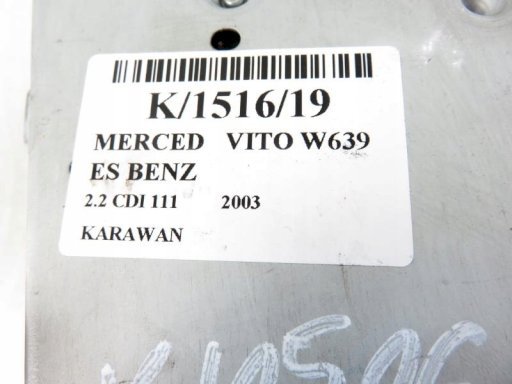 K/1516/19
MERCED VITO W639
ES BENZ
2.2 CDI 111 2003
KARAWAN